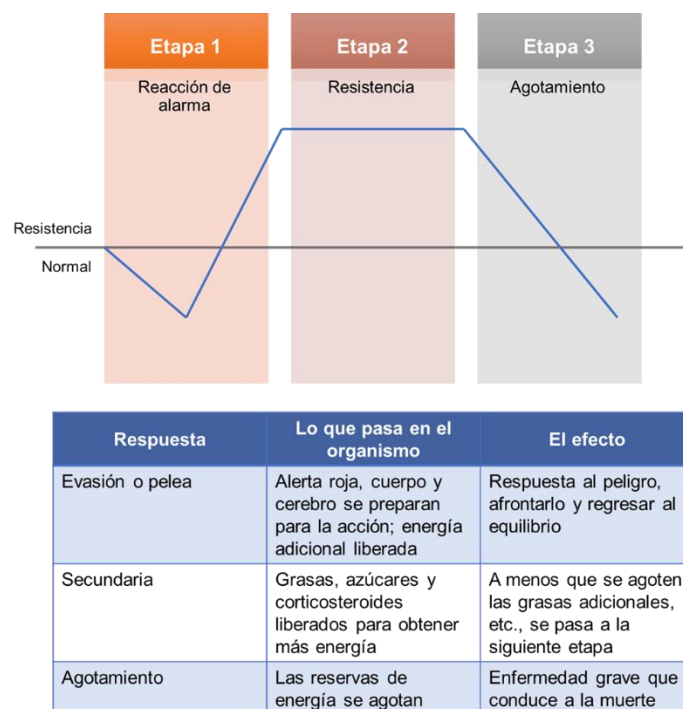 Etapa 1
Etapa 2
Etapa 3
Reacción de
alarma
Resistencia
Agotamiento
Resistencia
Normal
Respuesta
Lo que pasa en el
organismo
El efecto
Evasión o pelea
Alerta roja, cuerpo y
cerebro se preparan
para la acción; energía
adicional liberada
Respuesta al peligro,
afrontarlo y regresar al
equilibrio
Secundaria
Grasas, azúcares y
corticosteroides
liberados para obtener
más energía
A menos que se agoten
las grasas adicionales,
etc., se pasa a la
siguiente etapa
Agotamiento
Las reservas de
energía se agotan
Enfermedad grave que
conduce a la muerte